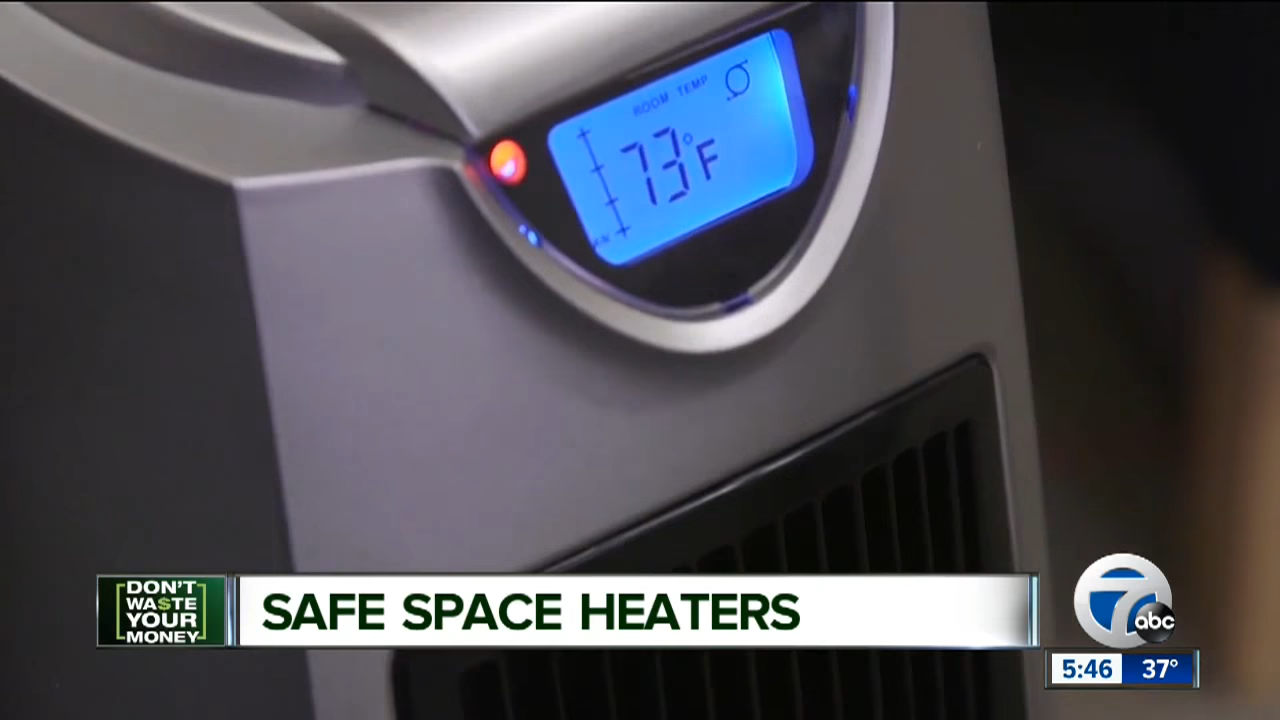 ROOM TEMP
73°F
DON'T
WA$TE
YOUR
MONEY
SAFE SPACE HEATERS
7
abc
5:46 37°